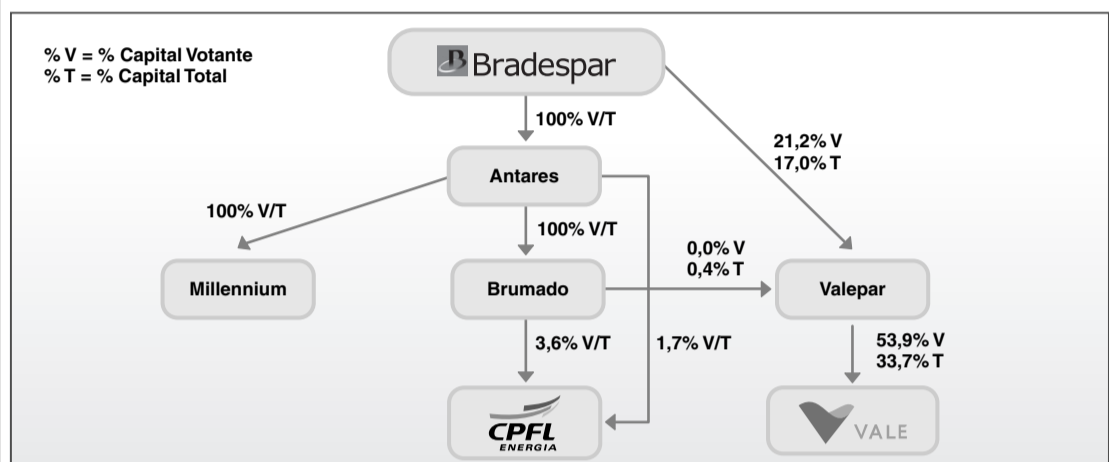 % V = % Capital Votante
% T = % Capital Total
Bradespar
100% V/T
21,2% V
17,0% T
Antares
100% V/T
100% V/T
0,0% V
0,4% T
Millennium
Brumado
Valepar
3,6% V/T
1,7% V/T
53,9% V
33,7% T
CPFL
ENERGIA
VALE